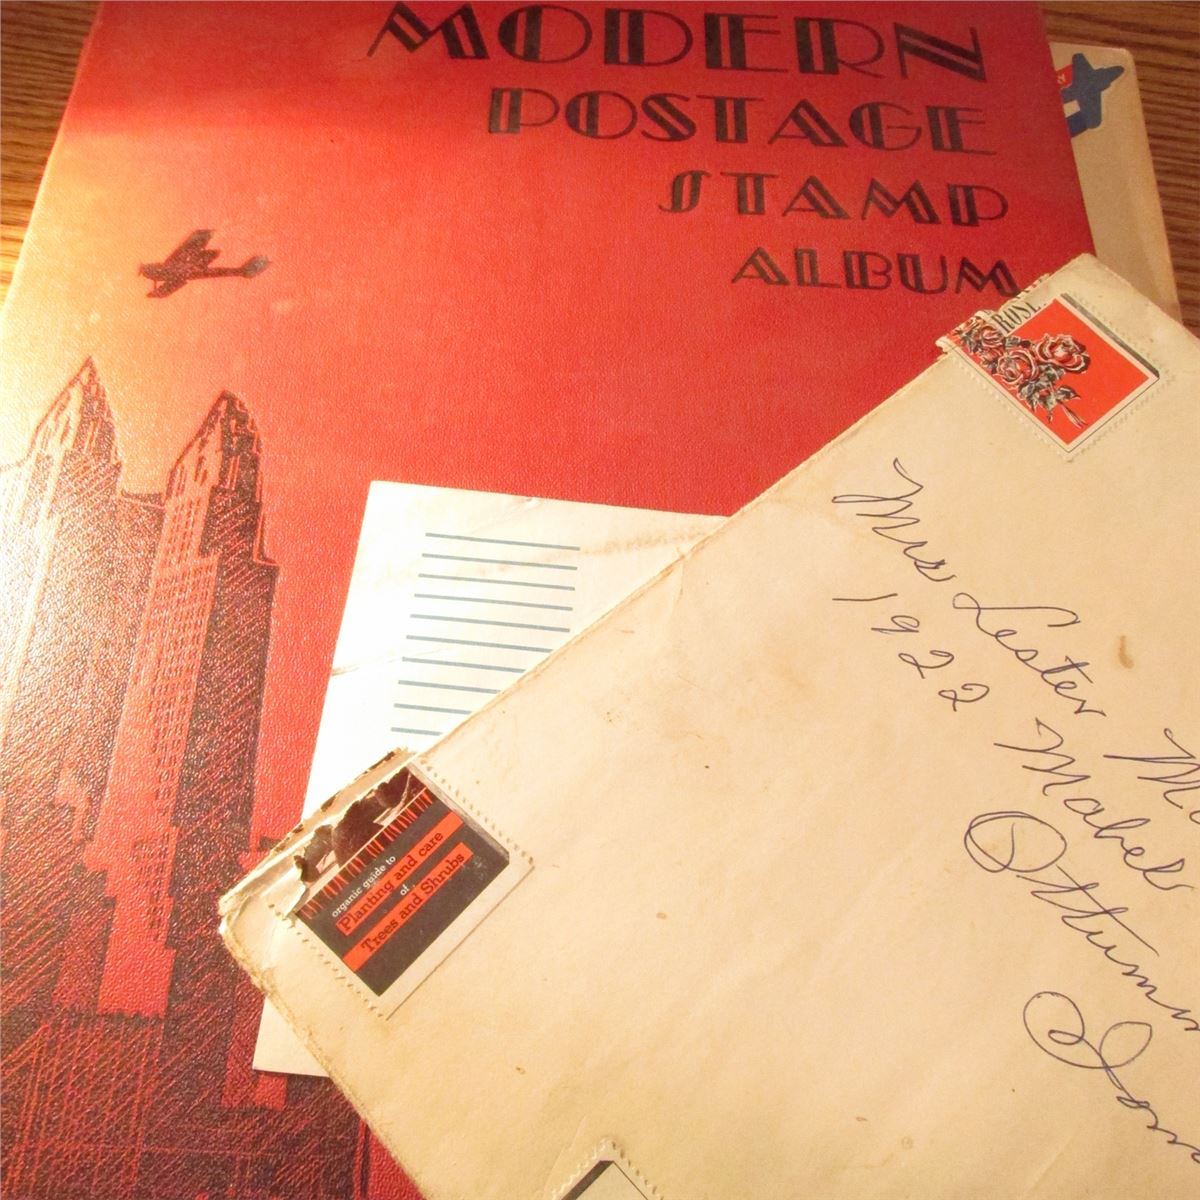 MODERN
POSTAGE
STAMP
ALBUM
ROSE
Mrs Lester
1922 Mabel
organic guide to
Planting and care
of
Trees and Shrubs